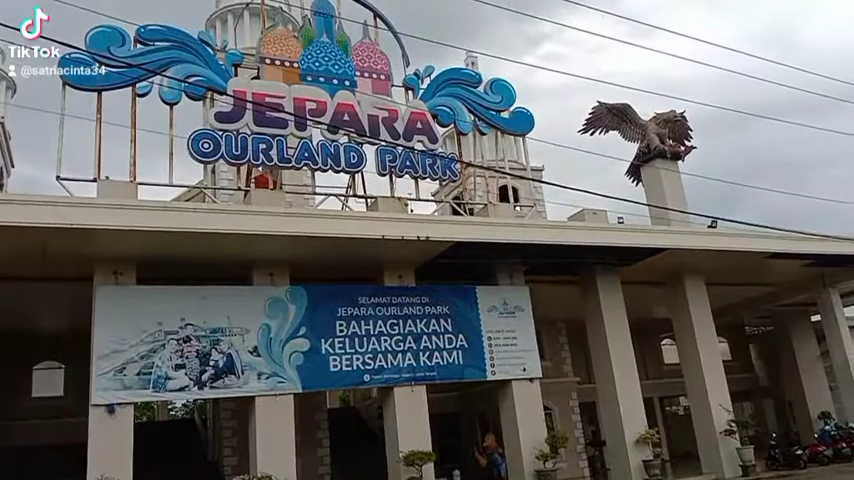 TikTok
@satriacinta34
JEPARA
OURLAND PARK
SELAMAT DATANG DI
JEPARA OURLAND PARK
BAHAGIAKAN
KELUARGA ANDA
BERSAMA KAMI